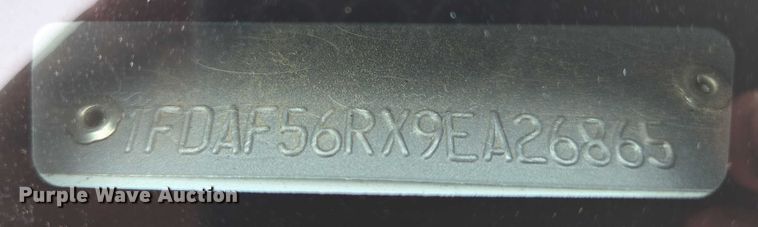 1FDAF56RX9EA26865
Purple Wave Auction